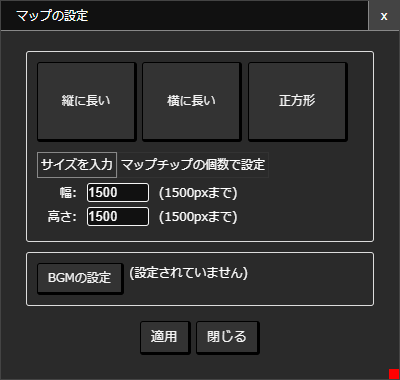 マップの設定 x
縦に長い 横に長い 正方形
サイズを入力 マップチップの個数で設定
幅: 1500 (1500pxまで)
高さ: 1500 (1500pxまで)
BGMの設定 (設定されていません)
適用 閉じる